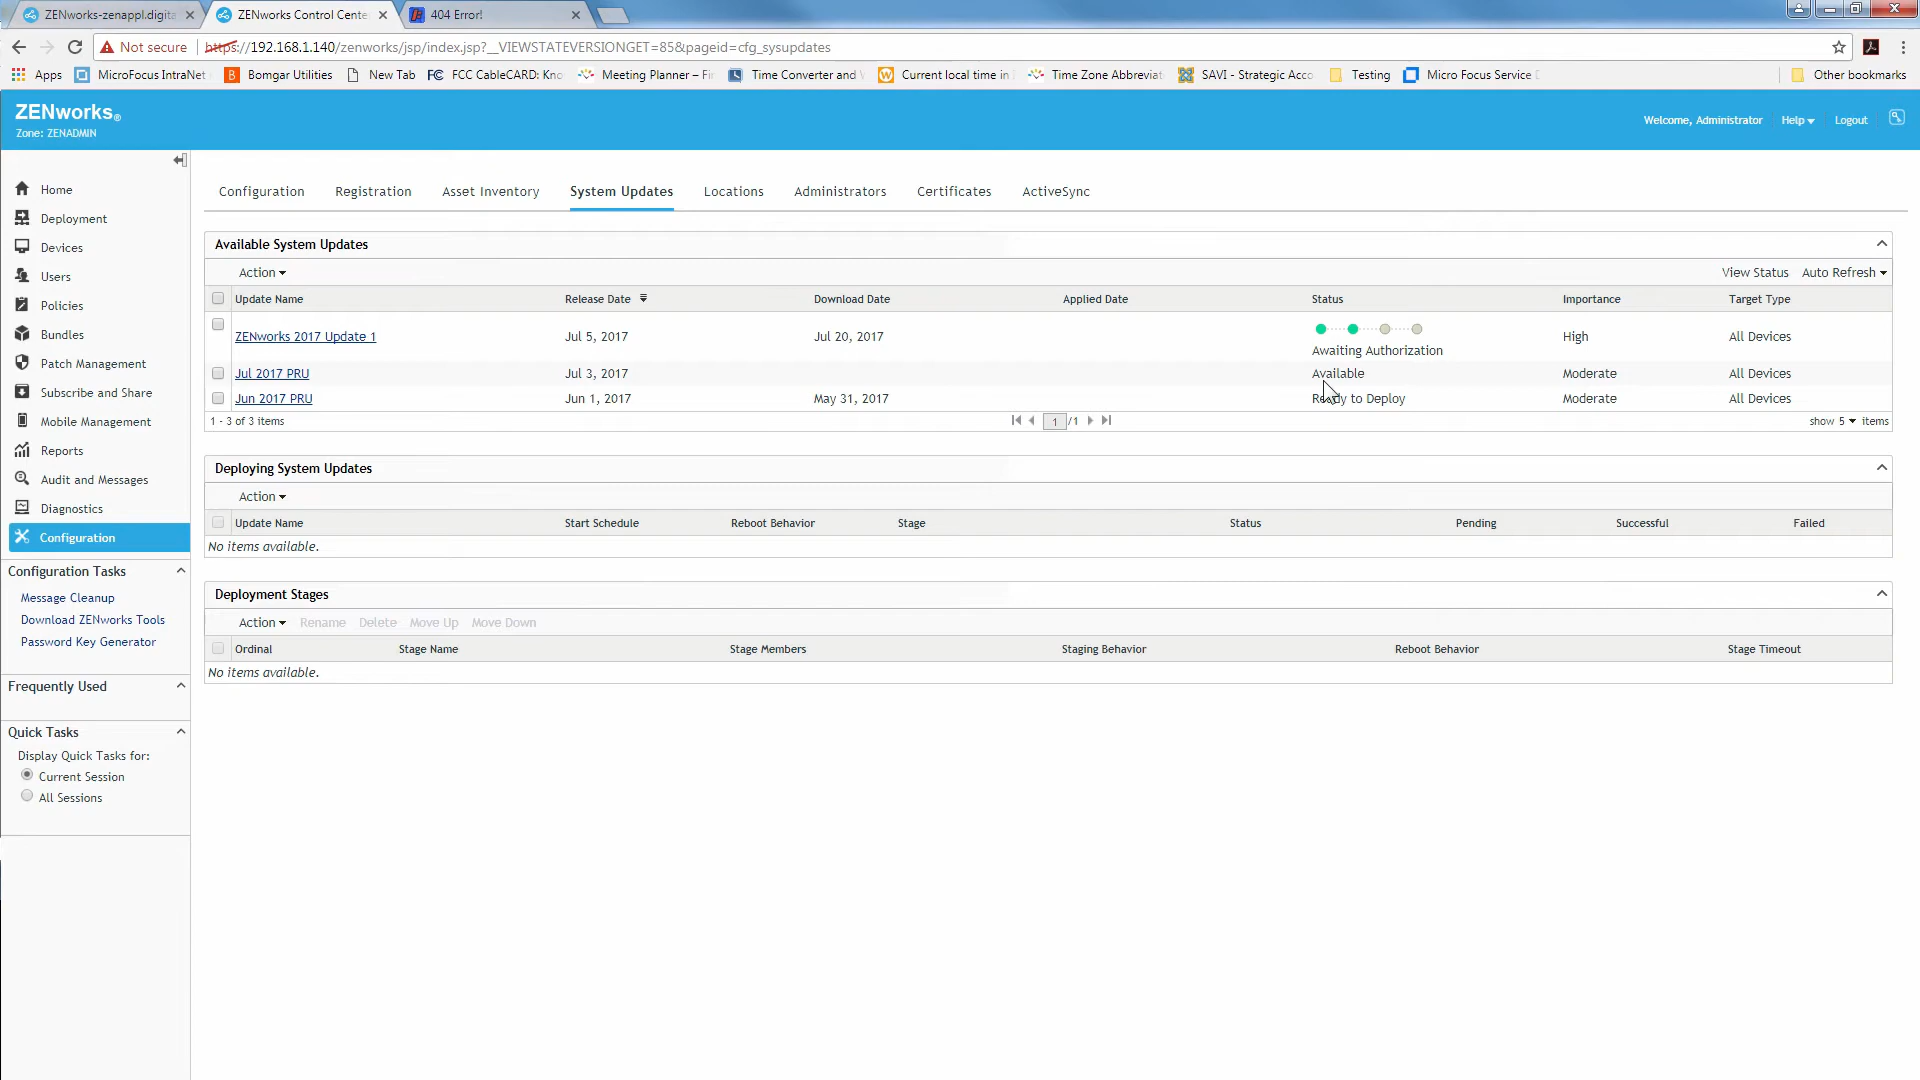 ZENworks-zenappl.digita
ZENworks Control Cente
404 Error!
Not secure
https://192.168.1.140/zenworks/jsp/index.jsp?__VIEWSTATEVERSIONGET=85&pageid=cfg_sysupdates
Apps
MicroFocus IntraNet
Bomgar Utilities
New Tab
FCC CableCARD: Kno
Meeting Planner – Fi
Time Converter and
Current local time in
Time Zone Abbreviat
SAVI - Strategic Acco
Testing
Micro Focus Service
Other bookmarks
ZENworks®
Zone: ZENADMIN
Welcome, Administrator
Help
Logout
Home
Deployment
Devices
Users
Policies
Bundles
Patch Management
Subscribe and Share
Mobile Management
Reports
Audit and Messages
Diagnostics
Configuration
Configuration Tasks
Message Cleanup
Download ZENworks Tools
Password Key Generator
Frequently Used
Quick Tasks
Display Quick Tasks for:
Current Session
All Sessions
Configuration Registration Asset Inventory System Updates Locations Administrators Certificates ActiveSync
Available System Updates
Action View Status Auto Refresh
Update Name Release Date Download Date Applied Date Status Importance Target Type
ZENworks 2017 Update 1 Jul 5, 2017 Jul 20, 2017 Awaiting Authorization High All Devices
Jul 2017 PRU Jul 3, 2017 Available Moderate All Devices
Jun 2017 PRU Jun 1, 2017 May 31, 2017 Ready to Deploy Moderate All Devices
1 - 3 of 3 items 1 /1 show 5 items
Deploying System Updates
Action
Update Name Start Schedule Reboot Behavior Stage Status Pending Successful Failed
No items available.
Deployment Stages
Action Rename Delete Move Up Move Down
Ordinal Stage Name Stage Members Staging Behavior Reboot Behavior Stage Timeout
No items available.